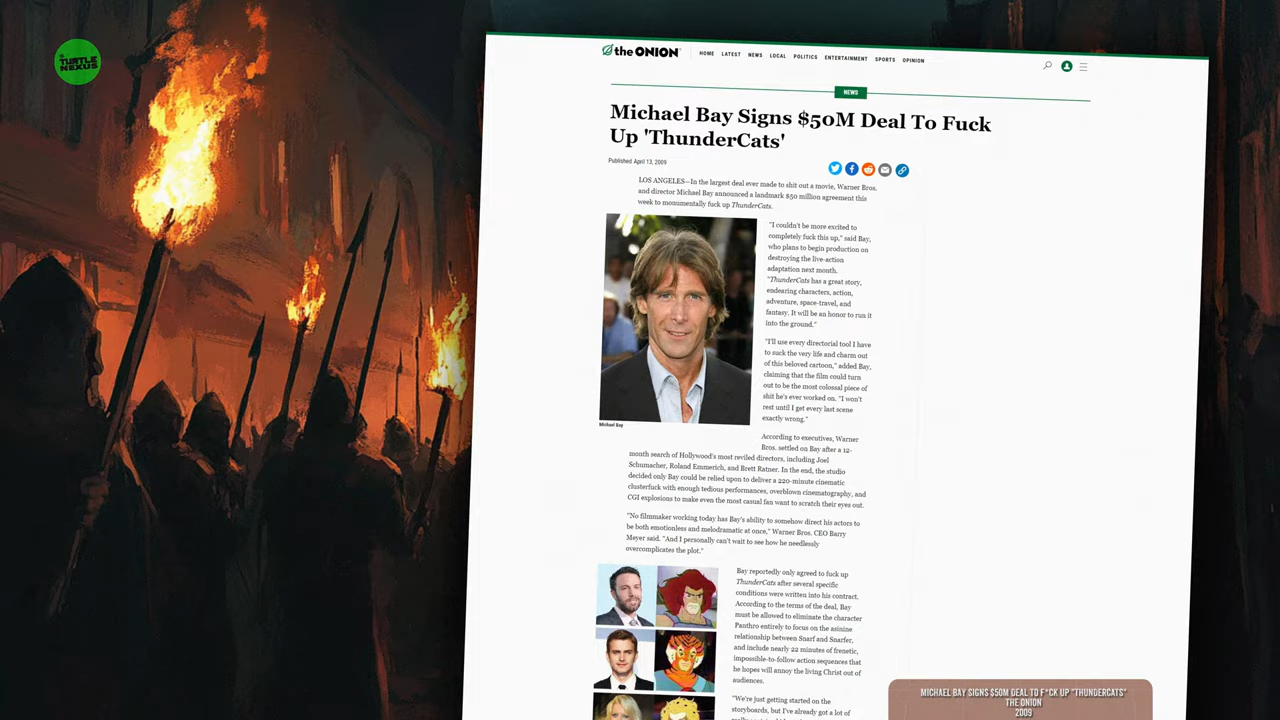 THE
TURTLE
NEXUS
the ONION
HOME LATEST NEWS LOCAL POLITICS ENTERTAINMENT SPORTS OPINION
NEWS
Michael Bay Signs $50M Deal To Fuck
Up 'ThunderCats'
Published April 13, 2009
LOS ANGELES—In the largest deal ever made to shit out a movie, Warner Bros.
and director Michael Bay announced a landmark $50 million agreement this
week to monumentally fuck up ThunderCats.
"I couldn't be more excited to
completely fuck this up," said Bay,
who plans to begin production on
destroying the live-action
adaptation next month.
"ThunderCats has a great story,
endearing characters, action,
adventure, space-travel, and
fantasy. It will be an honor to run it
into the ground."
"I'll use every directorial tool I have
to suck the very life and charm out
of this beloved cartoon," added Bay,
claiming that the film could turn
out to be the most colossal piece of
shit he's ever worked on. "I won't
rest until I get every last scene
exactly wrong."
Michael Bay
According to executives, Warner
Bros. settled on Bay after a 12-
month search of Hollywood's most reviled directors, including Joel
Schumacher, Roland Emmerich, and Brett Ratner. In the end, the studio
decided only Bay could be relied upon to deliver a 220-minute cinematic
clusterfuck with enough tedious performances, overblown cinematography, and
CGI explosions to make even the most casual fan want to scratch their eyes out.
"No filmmaker working today has Bay's ability to somehow direct his actors to
be both emotionless and melodramatic at once," Warner Bros. CEO Barry
Meyer said. "And I personally can't wait to see how he needlessly
overcomplicates the plot."
Bay reportedly only agreed to fuck up
ThunderCats after several specific
conditions were written into his contract.
According to the terms of the deal, Bay
must be allowed to eliminate the character
Panthro entirely to focus on the asinine
relationship between Snarf and Snarfer,
and include nearly 22 minutes of frenetic,
impossible-to-follow action sequences that
he hopes will annoy the living Christ out of
audiences.
"We're just getting started on the
storyboards, but I've already got a lot of
MICHAEL BAY SIGNS $50M DEAL TO F*CK UP "THUNDERCATS"
THE ONION
2009